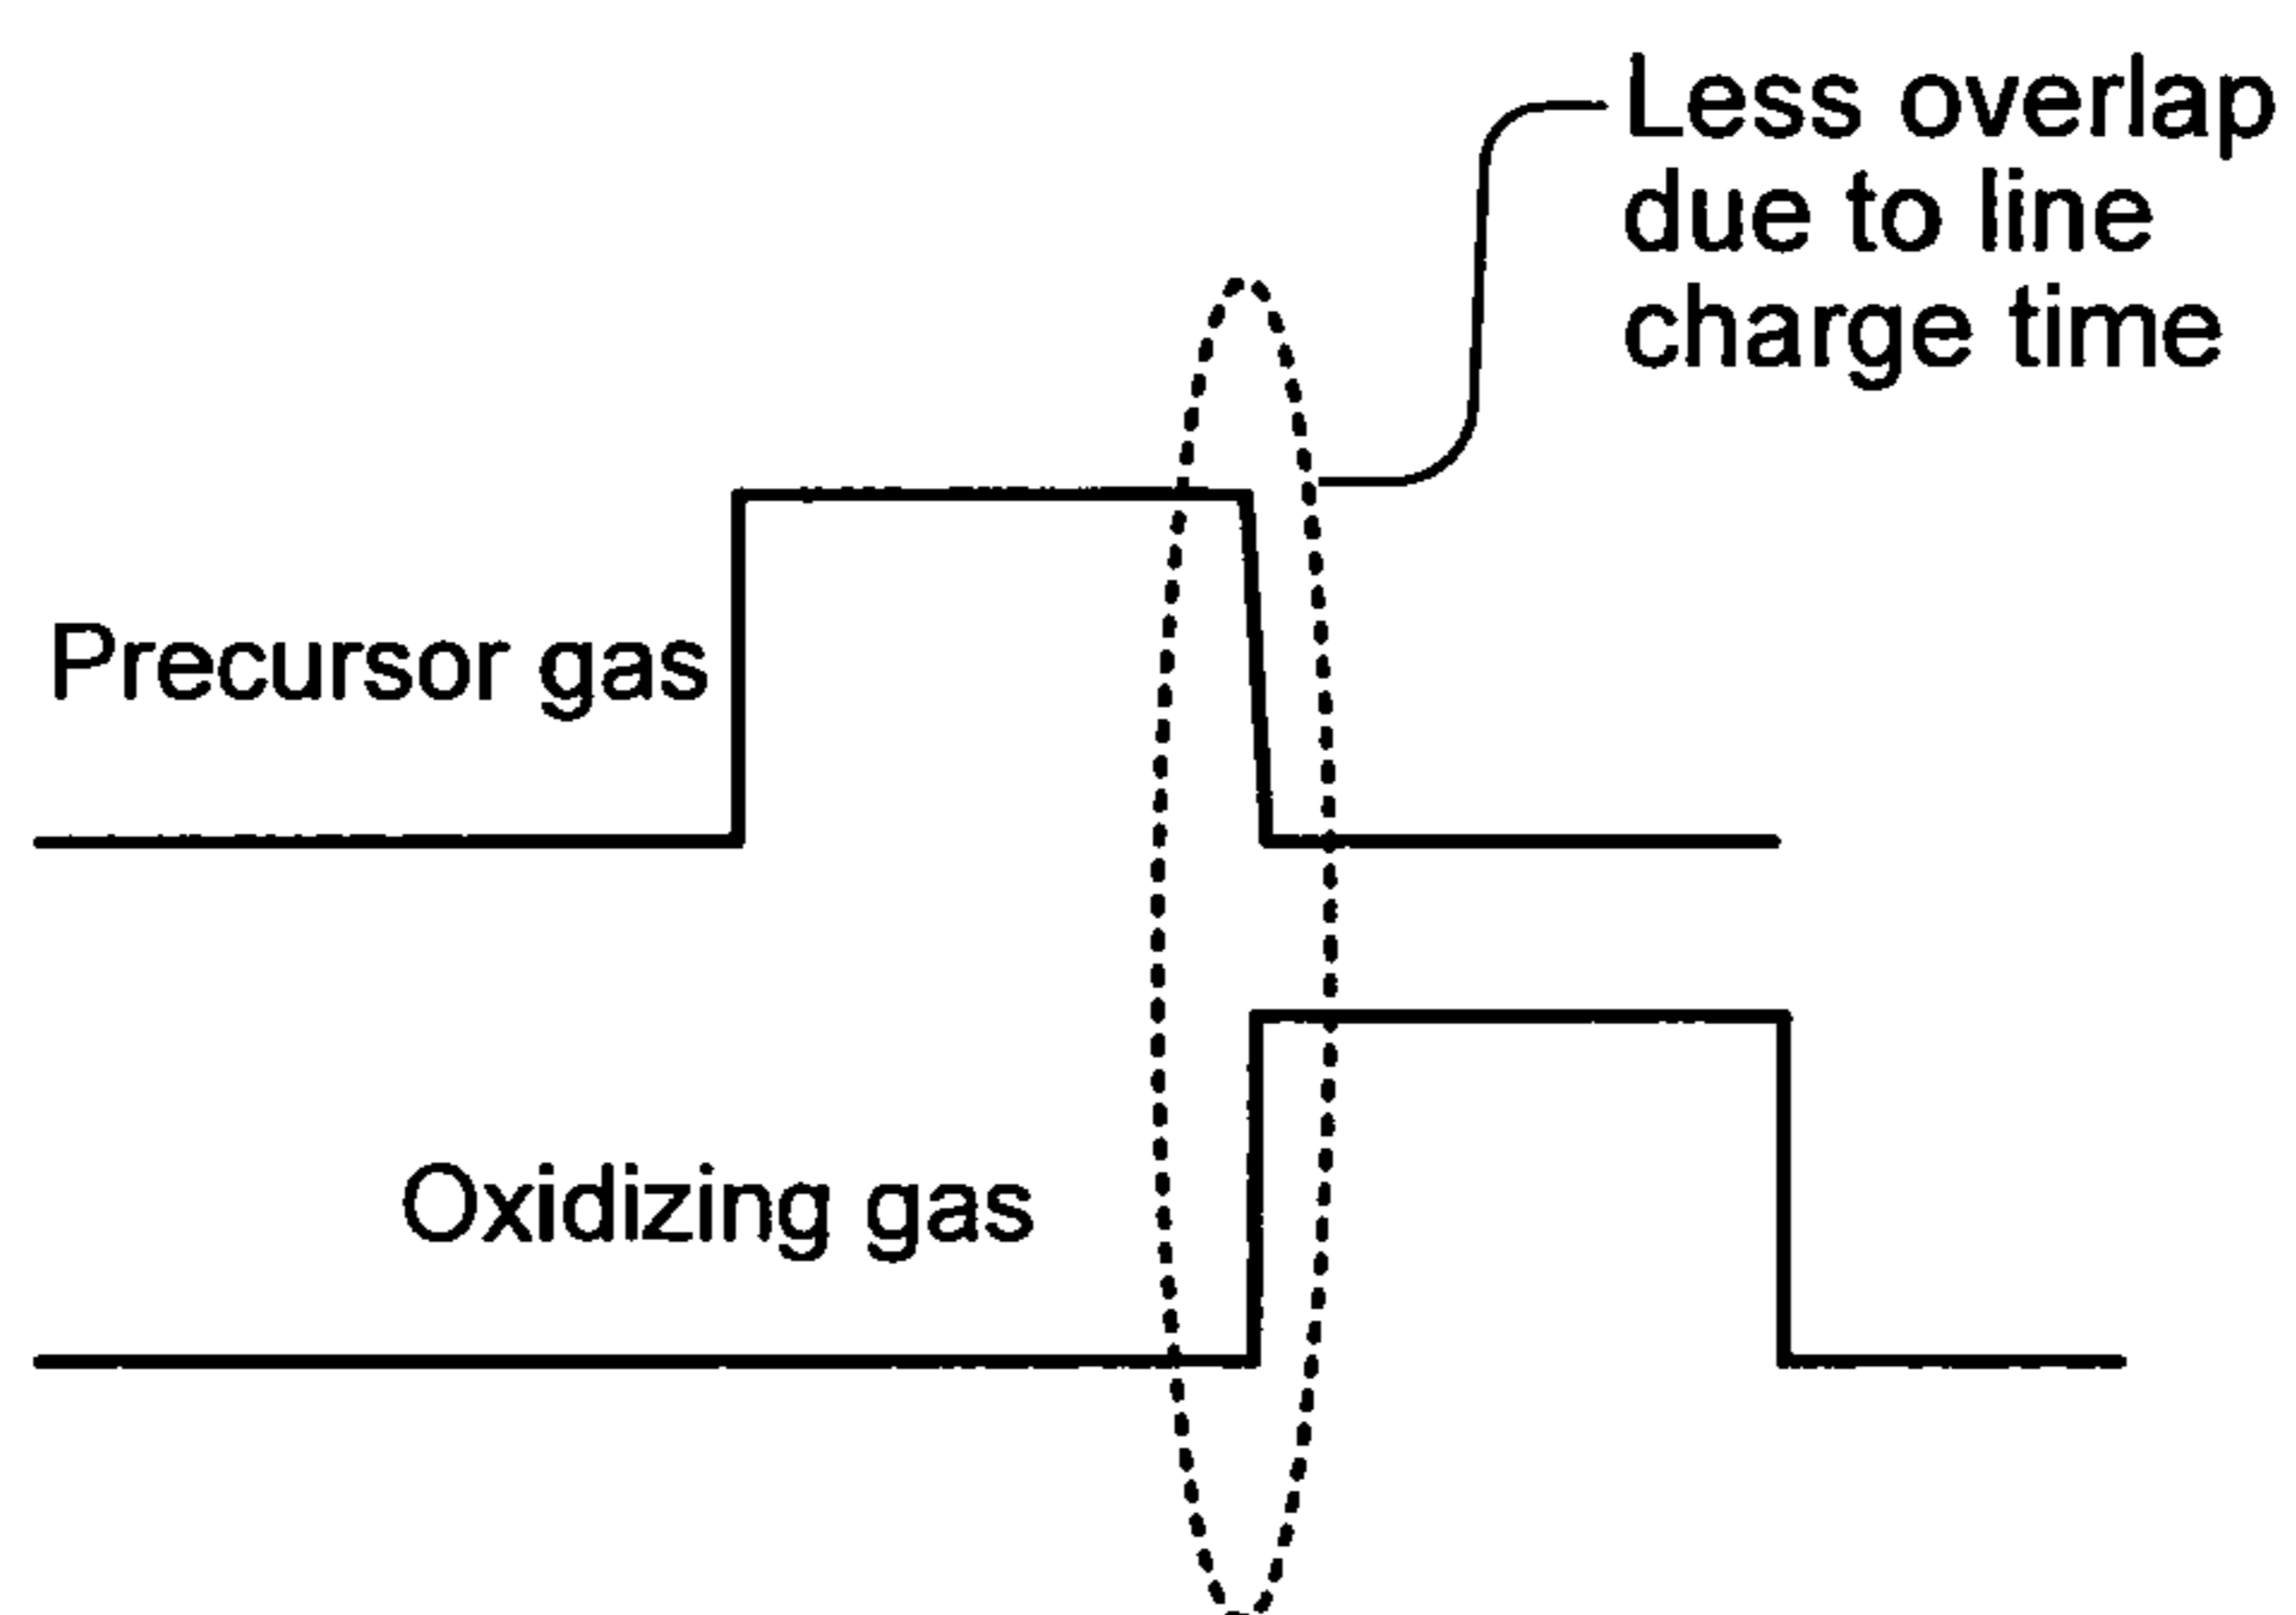 Less overlap
due to line
charge time
Precursor gas
Oxidizing gas